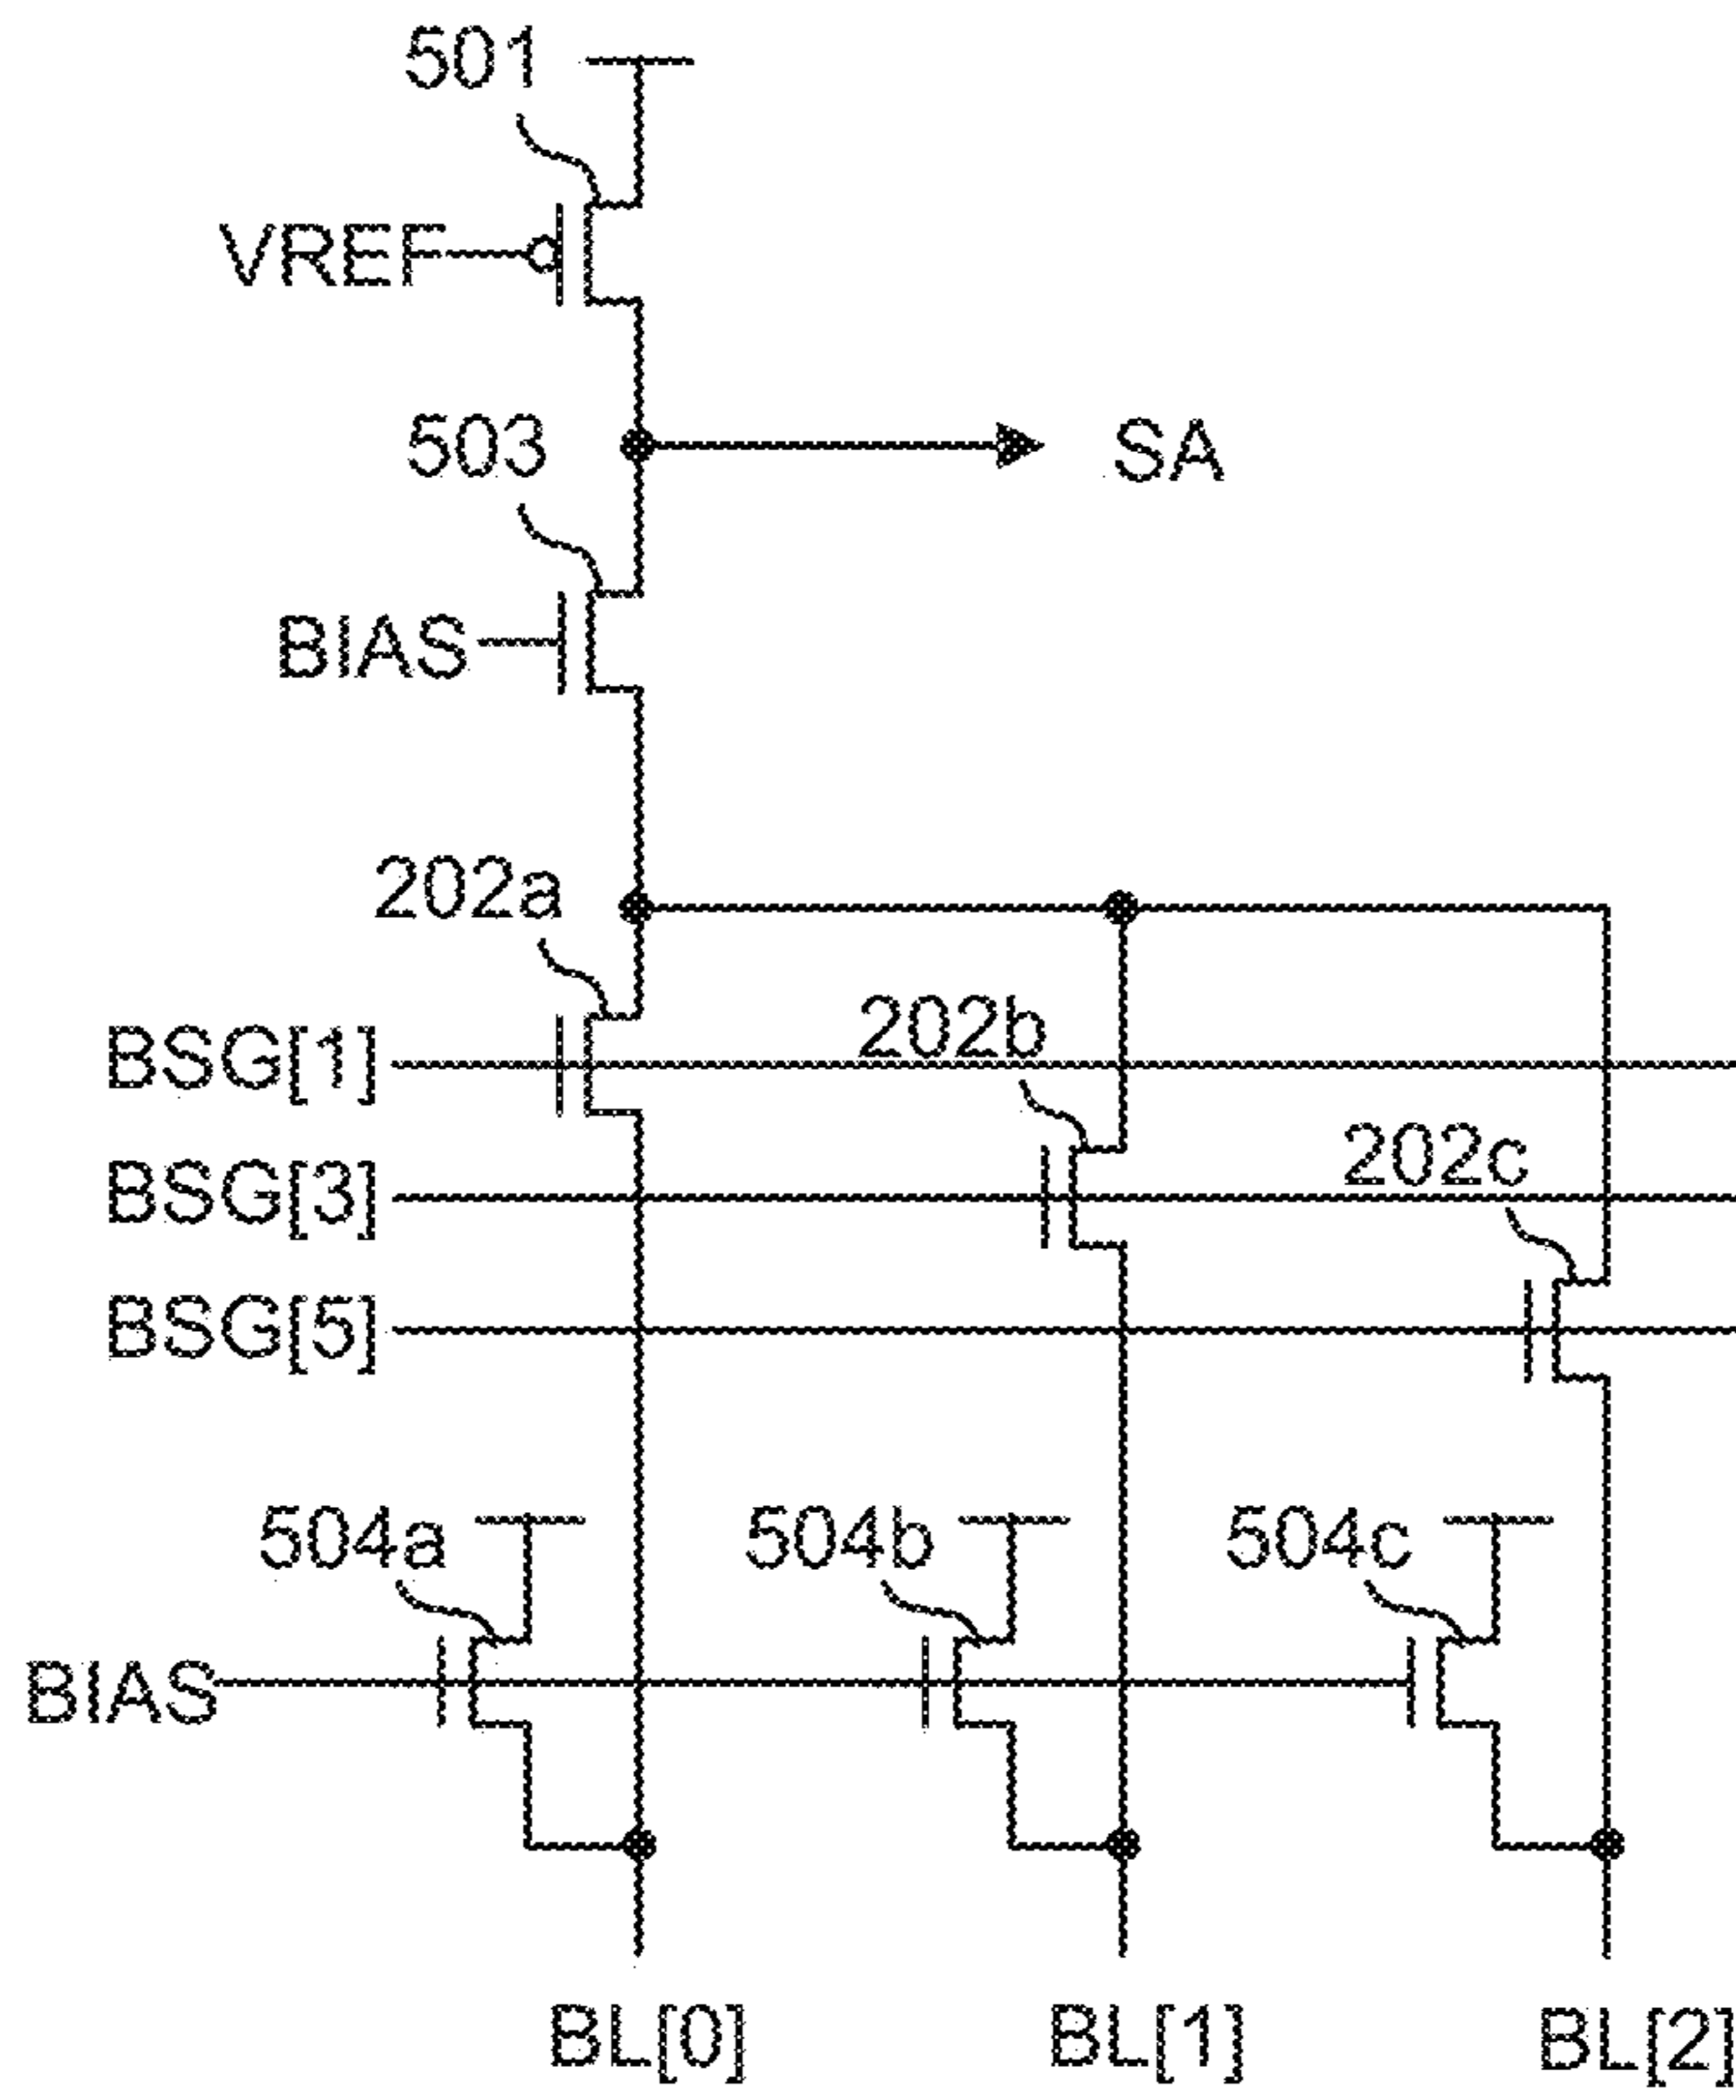 501
VREF
503
SA
BIAS
202a
BSG[1]
202b
BSG[3]
202c
BSG[5]
504a 504b 504c
BIAS
BL[0] BL[1] BL[2]